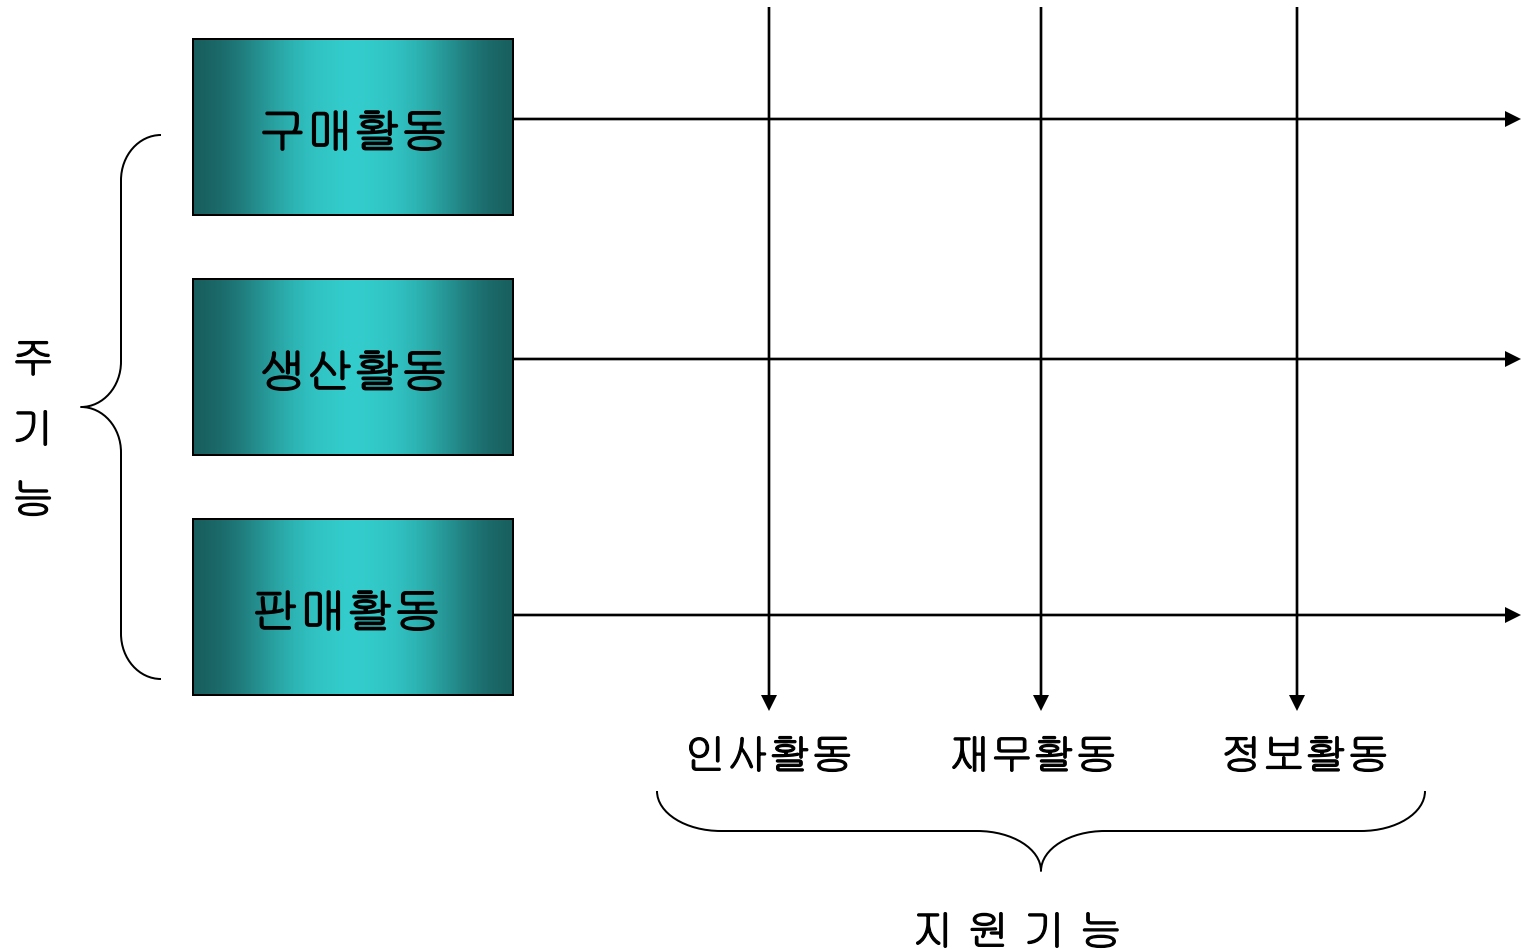 구매활동
주
기
능
생산활동
판매활동
인사활동 재무활동 정보활동
지 원 기 능